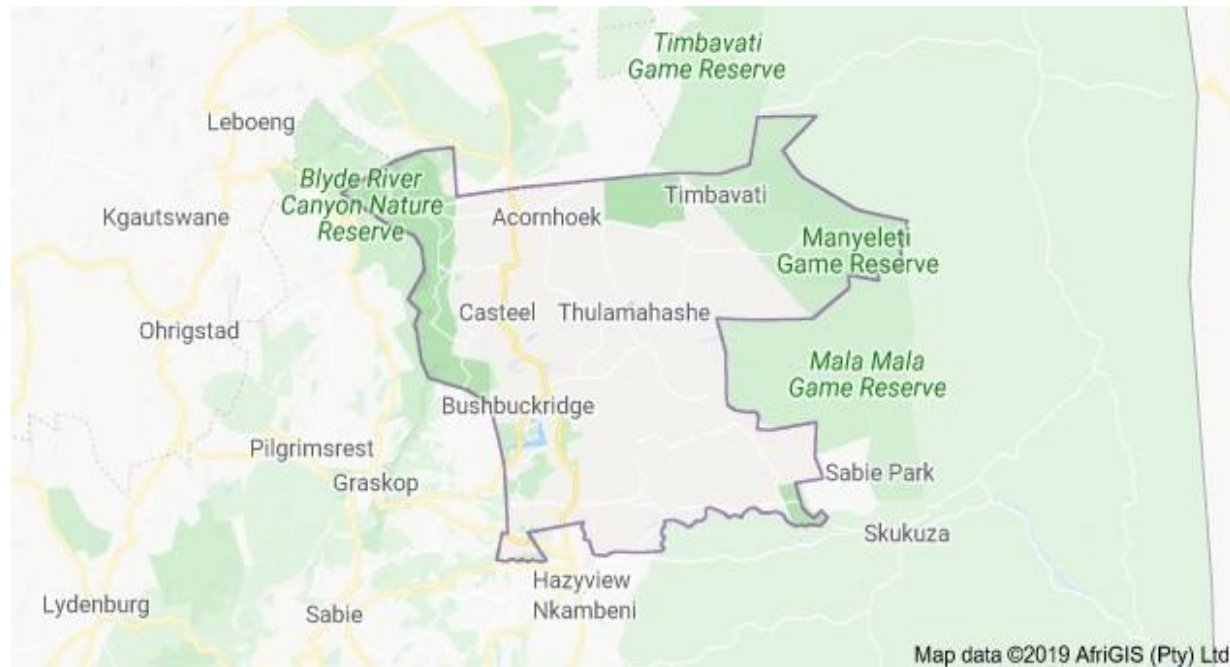 Timbavati
Game Reserve
Leboeng
Blyde River
Canyon Nature
Reserve
Timbavati
Kgautswane
Acornhoek
Manyeleti
Game Reserve
Casteel
Thulamahashe
Ohrigstad
Mala Mala
Game Reserve
Bushbuckridge
Pilgrimsrest
Graskop
Sabie Park
Skukuza
Hazyview
Nkambeni
Lydenburg
Sabie
Map data ©2019 AfriGIS (Pty) Ltd